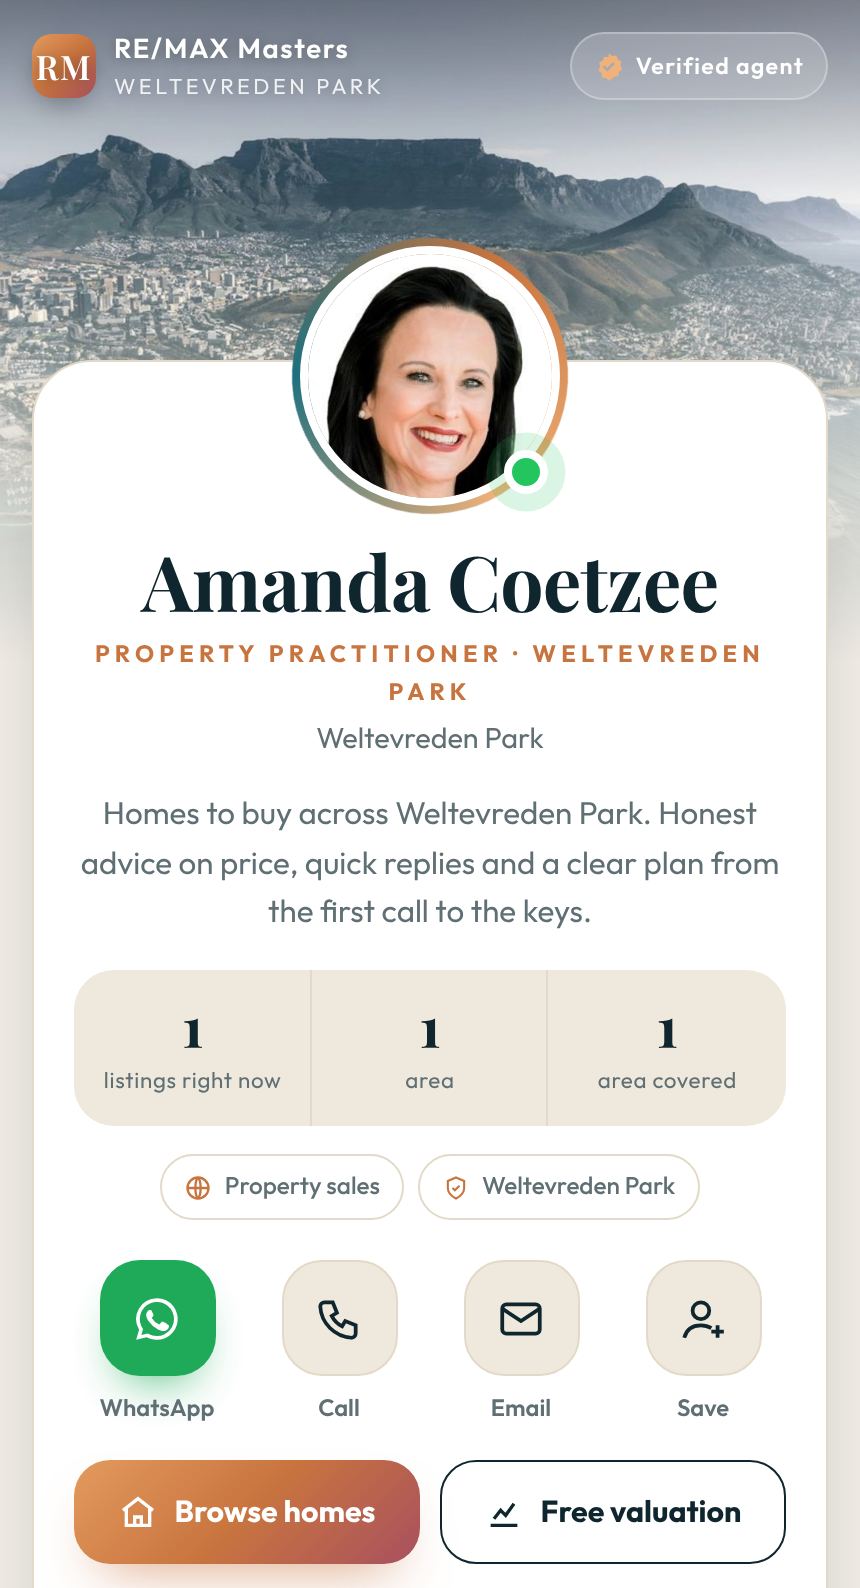 RM
RE/MAX Masters
WELTEVREDEN PARK
Verified agent
Amanda Coetzee
PROPERTY PRACTITIONER · WELTEVREDEN
PARK
Weltevreden Park
Homes to buy across Weltevreden Park. Honest
advice on price, quick replies and a clear plan from
the first call to the keys.
1 1 1
listings right now area area covered
Property sales Weltevreden Park
WhatsApp Call Email Save
Browse homes Free valuation